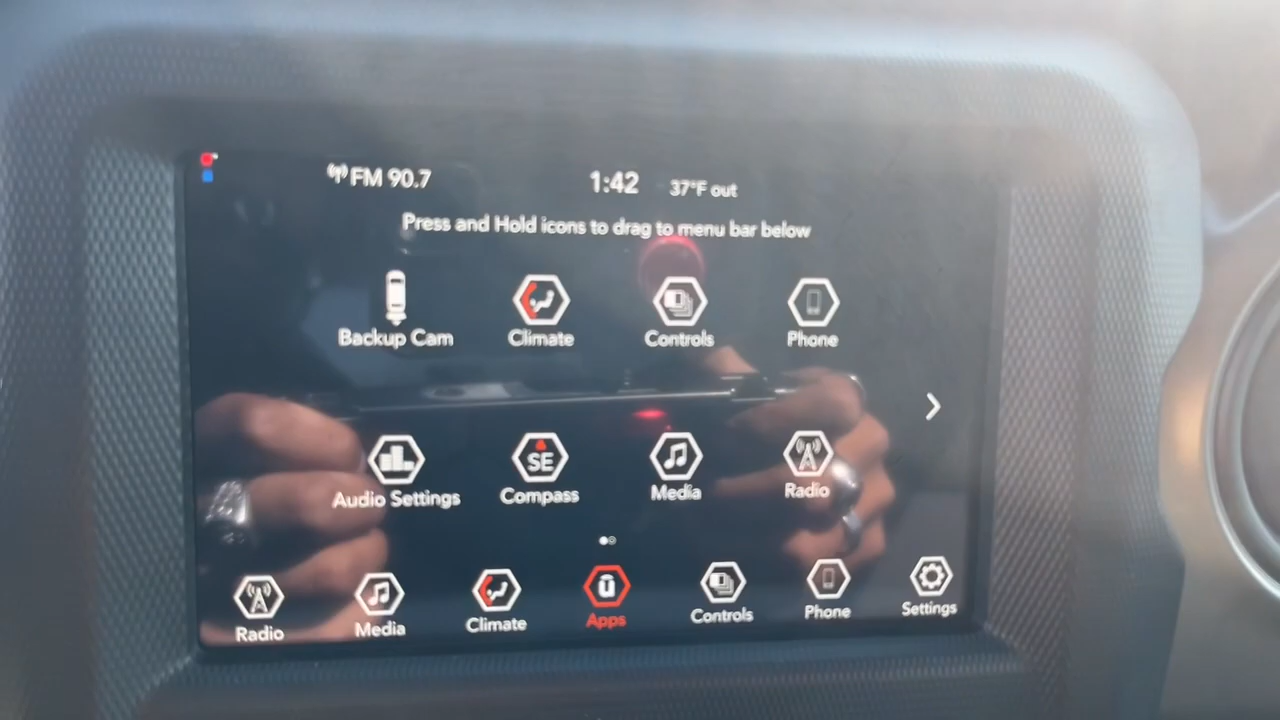 FM 90.7 1:42 37°F out
Press and Hold icons to drag to menu bar below
Backup Cam Climate Controls Phone
SE
Audio Settings Compass Media Radio
ū
Radio Media Climate Apps Controls Phone Settings